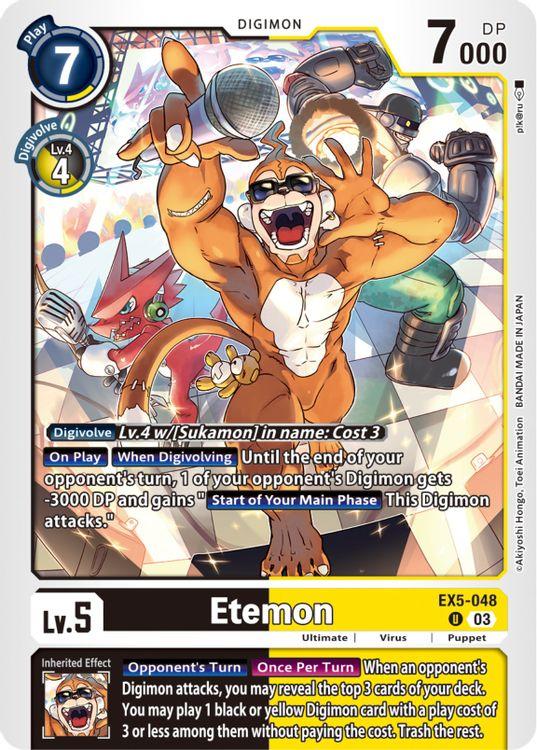 DIGIMON
Play
7
DP
7000
Digivolve
Lv.4
4
plk@ru
©Akiyoshi Hongo, Toei Animation BANDAI MADE IN JAPAN
Digivolve Lv.4 w/[Sukamon] in name: Cost 3
On Play When Digivolving Until the end of your
opponent's turn, 1 of your opponent's Digimon gets
-3000 DP and gains " Start of Your Main Phase This Digimon
attacks."
Lv.5
Etemon
EX5-048
U 03
Ultimate | Virus | Puppet
Inherited Effect
Opponent's Turn Once Per Turn When an opponent's
Digimon attacks, you may reveal the top 3 cards of your deck.
You may play 1 black or yellow Digimon card with a play cost of
3 or less among them without paying the cost. Trash the rest.